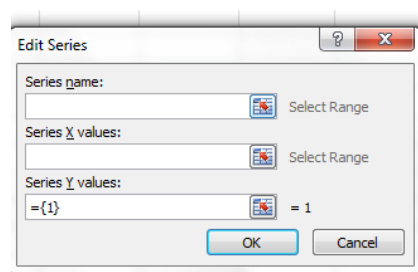 Edit Series
Series name:
Select Range
Series X values:
Select Range
Series Y values:
={1}
= 1
OK
Cancel